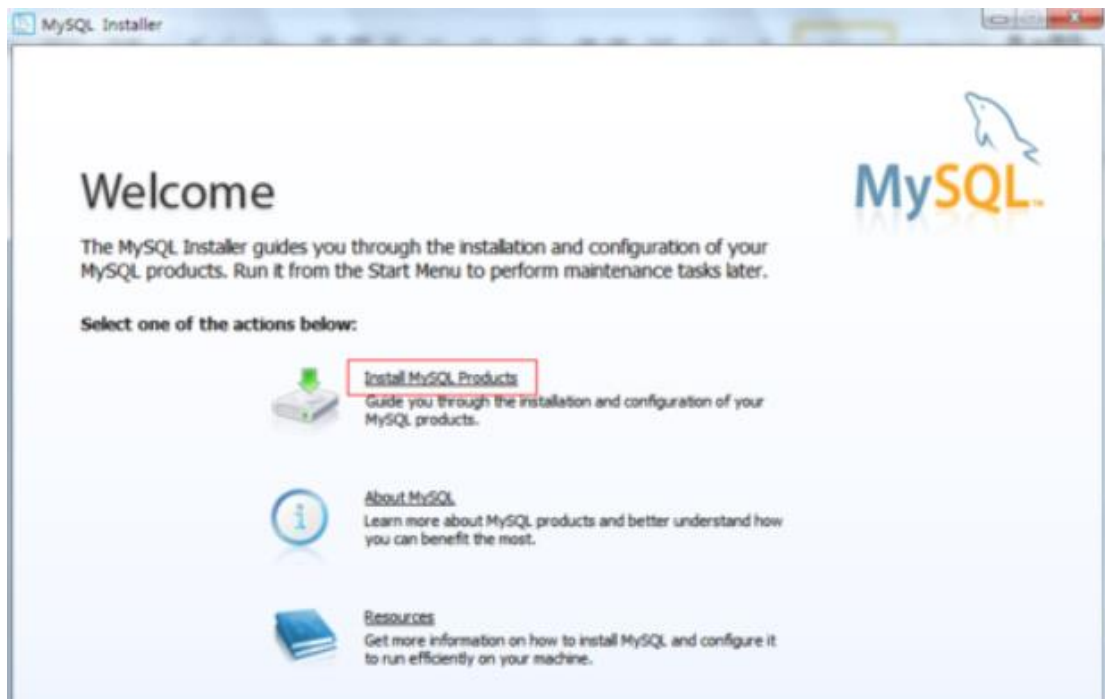 MySQL Installer
MySQL
Welcome
The MySQL Installer guides you through the installation and configuration of your
MySQL products. Run it from the Start Menu to perform maintenance tasks later.
Select one of the actions below:
Install MySQL Products
Guide you through the installation and configuration of your
MySQL products.
About MySQL
Learn more about MySQL products and better understand how
you can benefit the most.
Resources
Get more information on how to install MySQL and configure it
to run efficiently on your machine.